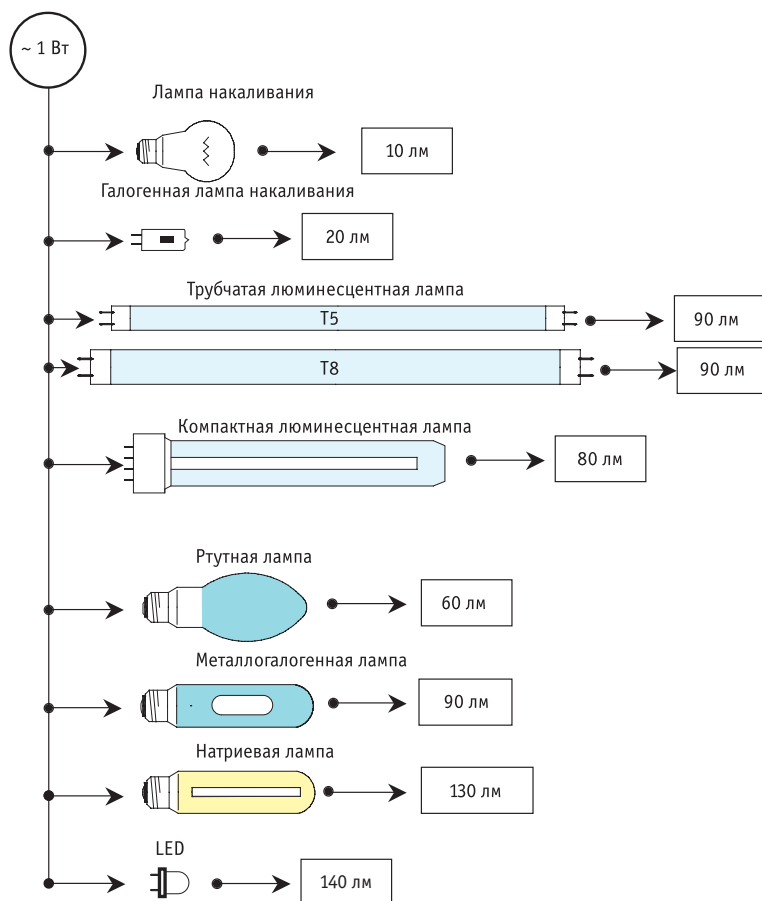 ~ 1 Вт
Лампа накаливания
10 лм
Галогенная лампа накаливания
20 лм
Трубчатая люминесцентная лампа
T5
90 лм
T8
90 лм
Компактная люминесцентная лампа
80 лм
Ртутная лампа
60 лм
Металлогалогенная лампа
90 лм
Натриевая лампа
130 лм
LED
140 лм